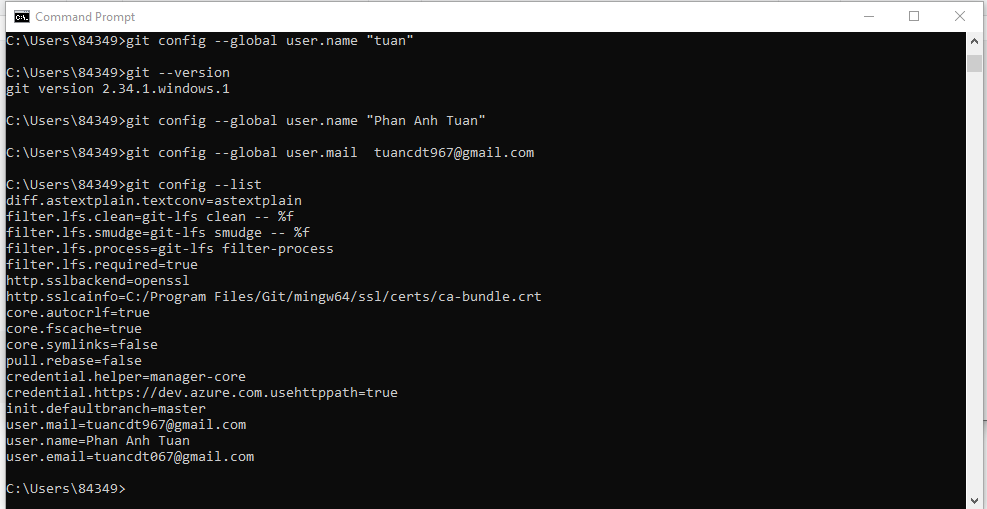 Command Prompt
C:\Users\84349>git config --global user.name "tuan"
C:\Users\84349>git --version
git version 2.34.1.windows.1
C:\Users\84349>git config --global user.name "Phan Anh Tuan"
C:\Users\84349>git config --global user.mail  tuancdt967@gmail.com
C:\Users\84349>git config --list
diff.astextplain.textconv=astextplain
filter.lfs.clean=git-lfs clean -- %f
filter.lfs.smudge=git-lfs smudge -- %f
filter.lfs.process=git-lfs filter-process
filter.lfs.required=true
http.sslbackend=openssl
http.sslcainfo=C:/Program Files/Git/mingw64/ssl/certs/ca-bundle.crt
core.autocrlf=true
core.fscache=true
core.symlinks=false
pull.rebase=false
credential.helper=manager-core
credential.https://dev.azure.com.usehttppath=true
init.defaultbranch=master
user.mail=tuancdt967@gmail.com
user.name=Phan Anh Tuan
user.email=tuancdt067@gmail.com
C:\Users\84349>